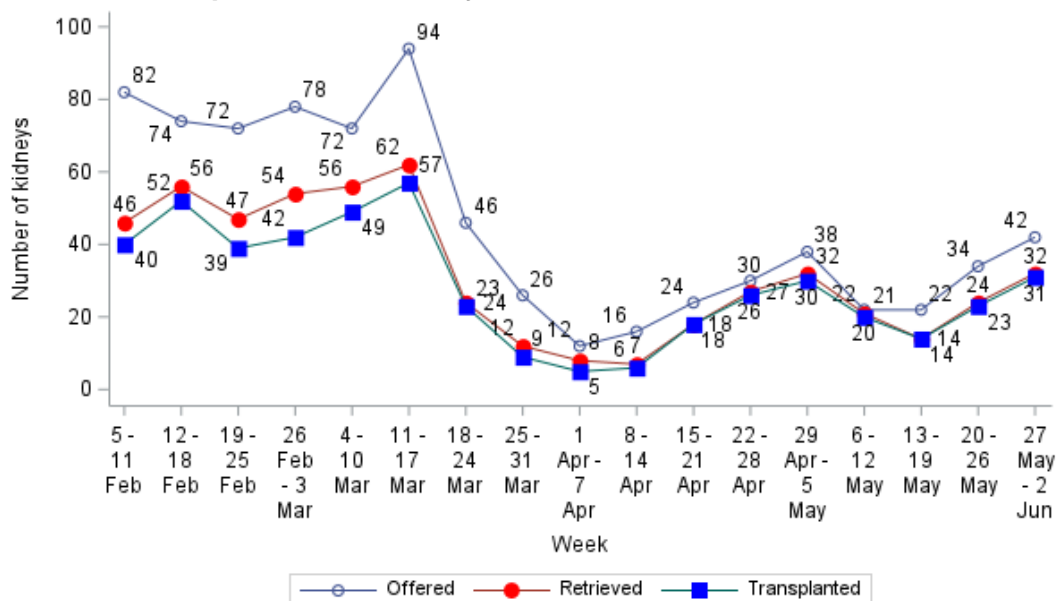 100
94
82
80
78
74
72
72
60
62
57
56
56
54
52
47
46
49
46
42
40
40
39
42
38
34
32
32
30
30
31
26
27
26
24
24
24
23
23
22
22
21
20
20
18
18
16
14
14
12
12
9
8
7
6
5
0
Number of kidneys
5 - 11 Feb
12 - 18 Feb
19 - 25 Feb
26 Feb - 3 Mar
4 - 10 Mar
11 - 17 Mar
18 - 24 Mar
25 - 31 Mar
1 Apr - 7 Apr
8 - 14 Apr
15 - 21 Apr
22 - 28 Apr
29 Apr - 5 May
6 - 12 May
13 - 19 May
20 - 26 May
27 May - 2 Jun
Week
Offered
Retrieved
Transplanted